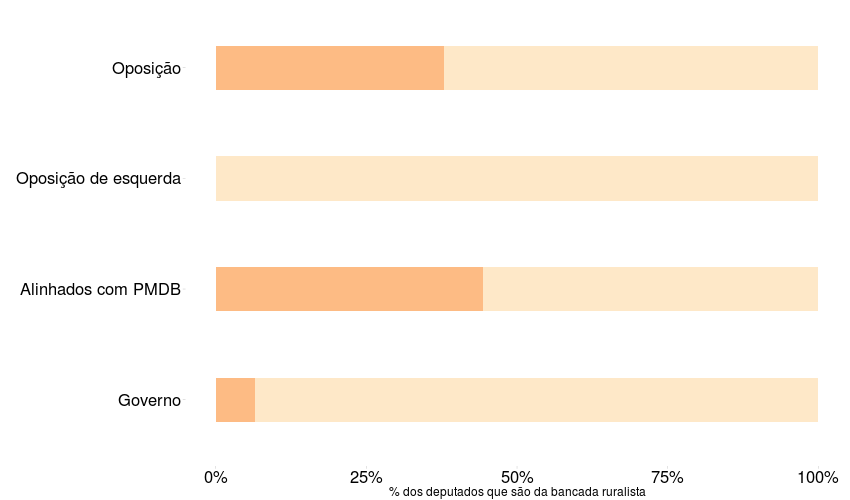 Oposição
Oposição de esquerda
Alinhados com PMDB
Governo
0% 25% 50% 75% 100%
% dos deputados que são da bancada ruralista